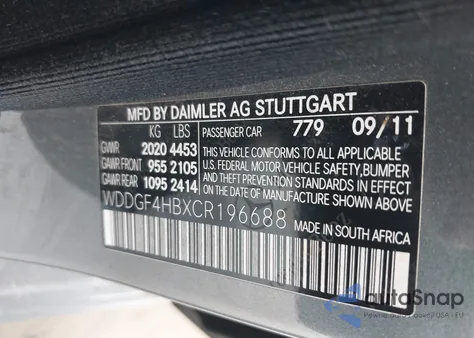 MFD BY DAIMLER AG STUTTGART
KG LBS PASSENGER CAR 779 09/11
GVWR 2020 4453 THIS VEHICLE CONFORMS TO ALL APPLICABLE
GAWR FRONT 955 2105 U.S. FEDERAL MOTOR VEHICLE SAFETY, BUMPER
GAWR REAR 1095 2414 AND THEFT PREVENTION STANDARDS IN EFFECT
ON THE DATE OF MANUFACTURE SHOWN ABOVE.
WDDGF4HBXCR196688
MADE IN SOUTH AFRICA
autoSnap